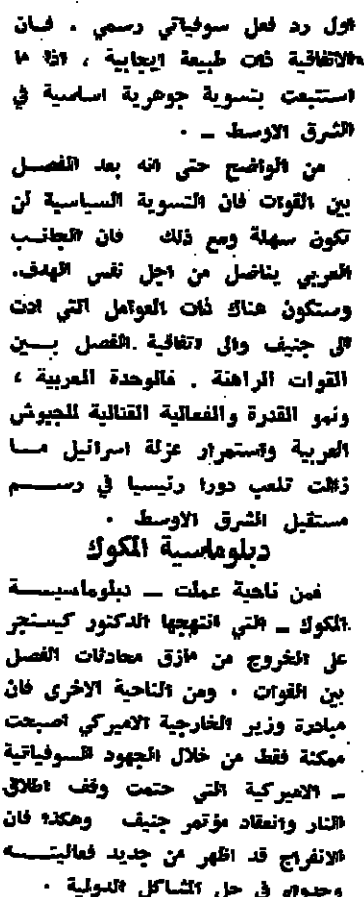 اول رد فعل سوفياتي رسمي . فان
الاتفاقية ذات طبيعة ايجابية ، اذا ما
استتبعت بتسوية جوهرية اساسية في
الشرق الاوسط _ .
من الواضح حتى انه بعد الفصل
بين القوات فان التسوية السياسية لن
تكون سهلة ومع ذلك فان الجانب
العربي يناضل من اجل نفس الهدف.
وستكون هناك ذات العوامل التي ادت
الى جنيف والى اتفاقية الفصل بين
القوات الراهنة . فالوحدة العربية ،
ونمو القدرة والفعالية القتالية للجيوش
العربية واستمرار عزلة اسرائيل ما
زالت تلعب دورا رئيسيا في رسم
مستقبل الشرق الاوسط .
دبلوماسية المكوك
فمن ناحية عملت _ دبلوماسية
المكوك _ التي انتهجها الدكتور كيسنجر
على الخروج من مازق محادثات الفصل
بين القوات . ومن الناحية الاخرى فان
مبادرة وزير الخارجية الاميركي اصبحت
ممكنة فقط من خلال الجهود السوفياتية
_ الاميركية التي حتمت وقف اطلاق
النار وانعقاد مؤتمر جنيف وهكذا فان
الانفراج قد اظهر من جديد فعاليته
وجدواه في حل المشاكل الدولية .